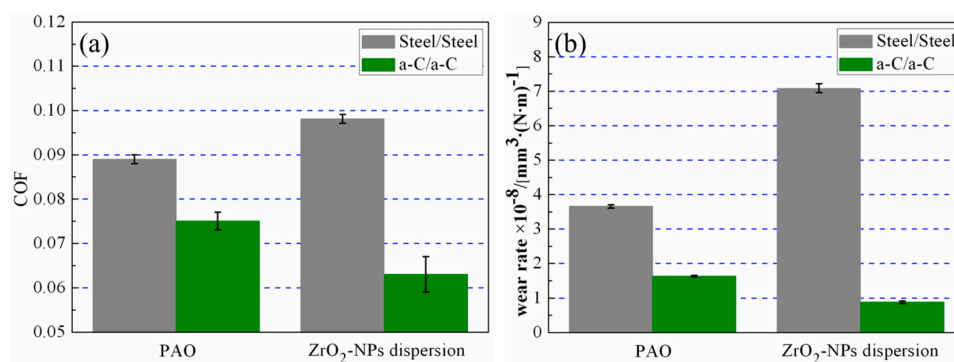 (a)
Steel/Steel
a-C/a-C
0.12
0.11
0.10
0.09
0.08
0.07
0.06
0.05
COF
PAO
ZrO₂-NPs dispersion
(b)
Steel/Steel
a-C/a-C
9
8
7
6
5
4
3
2
1
0
wear rate ×10⁻⁸/[mm³·(N·m)⁻¹]
PAO
ZrO₂-NPs dispersion